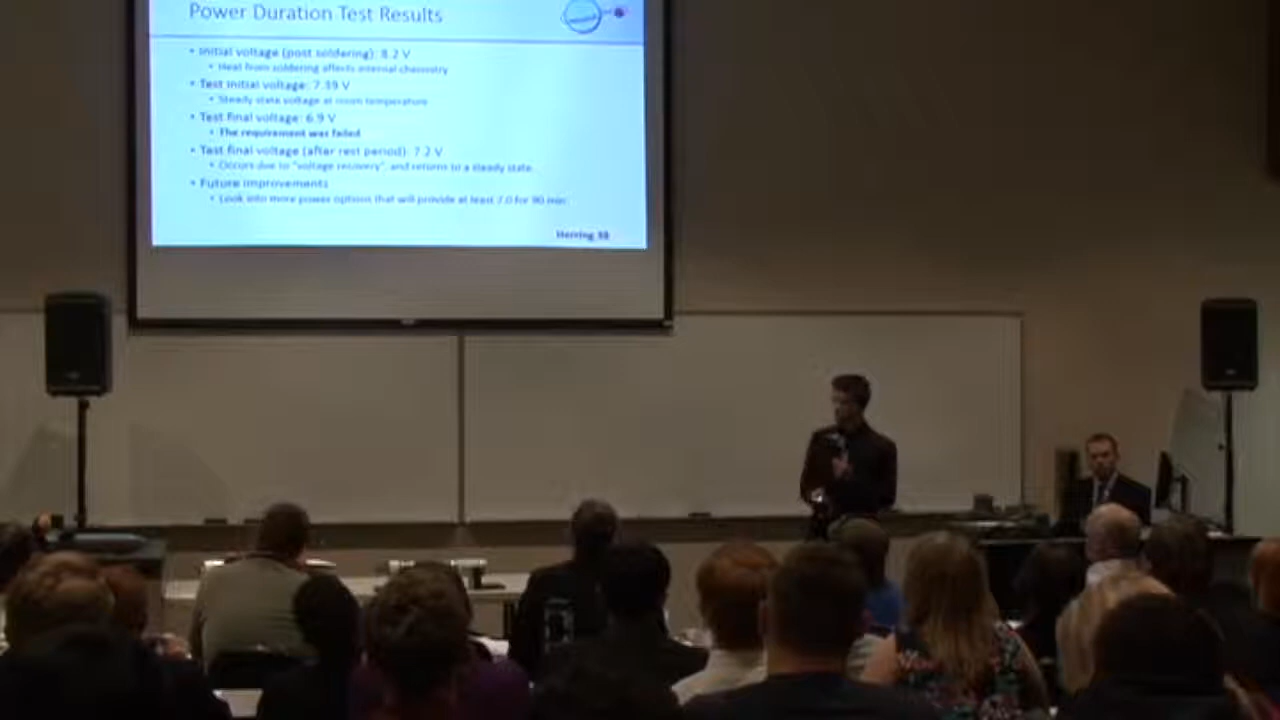 Power Duration Test Results
• Initial voltage (post soldering): 8.2 V
• Heat from soldering affects internal chemistry
• Test initial voltage: 7.39 V
• Steady state voltage at room temperature
• Test final voltage: 6.9 V
• The requirement was failed
• Test final voltage (after rest period): 7.2 V
• Occurs due to "voltage recovery", and returns to a steady state.
• Future improvements
• Look into more power options that will provide at least 7.0 for 90 min.
Herring 38